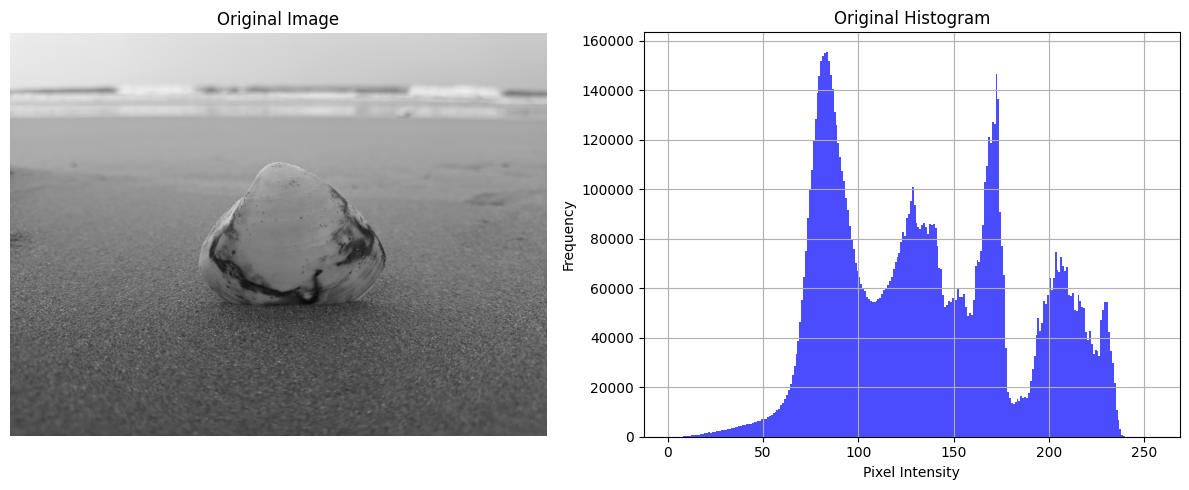 Original Image
Original Histogram
160000
140000
120000
100000
80000
60000
40000
20000
0
Frequency
0 50 100 150 200 250
Pixel Intensity